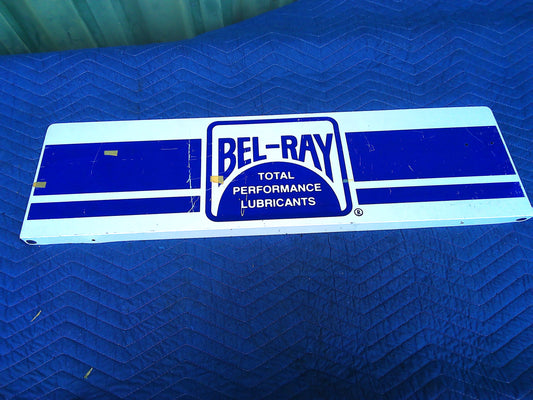 BEL-RAY
TOTAL
PERFORMANCE
LUBRICANTS
®